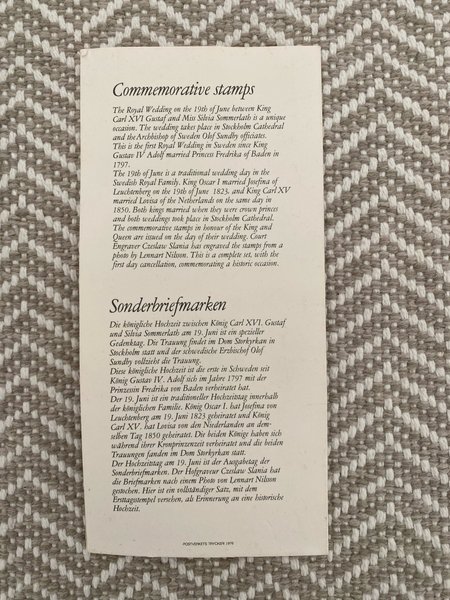 Commemorative stamps
The Royal Wedding on the 19th of June between King
Carl XVI Gustaf and Miss Silvia Sommerlath is a unique
occasion. The wedding takes place in Stockholm Cathedral
and the Archbishop of Sweden Olof Sundby officiates.
This is the first Royal Wedding in Sweden since King
Gustav IV Adolf married Princess Fredrika of Baden in
1797.
The 19th of June is a traditional wedding day in the
Swedish Royal Family. King Oscar I married Josefina of
Leuchtenberg on the 19th of June 1823, and King Carl XV
married Lovisa of the Netherlands on the same day in
1850. Both kings married when they were crown princes
and both weddings took place in Stockholm Cathedral.
The commemorative stamps in honour of the King and
Queen are issued on the day of their wedding. Court
Engraver Czeslaw Slania has engraved the stamps from a
photo by Lennart Nilson. This is a complete set, with the
first day cancellation, commemorating a historic occasion.
Sonderbriefmarken
Die königliche Hochzeit zwischen König Carl XVI. Gustaf
und Silvia Sommerlath am 19. Juni ist ein spezieller
Gedenktag. Die Trauung findet im Dom Storkyrkan in
Stockholm statt und der schwedische Erzbischof Olof
Sundby vollzieht die Trauung.
Diese königliche Hochzeit ist die erste in Schweden seit
König Gustav IV. Adolf sich im Jahre 1797 mit der
Prinzessin Fredrika von Baden verheiratet hat.
Der 19. Juni ist ein traditioneller Hochzeittag innerhalb
der königlichen Familie. König Oscar I. hat Josefina von
Leuchtenberg am 19. Juni 1823 geheiratet und König
Carl XV. hat Lovisa von den Niederlanden an dem-
selben Tag 1850 geheiratet. Die beiden Könige haben sich
während ihrer Kronprinzenzeit verheiratet und die beiden
Trauungen fanden im Dom Storkyrkan statt.
Der Hochzeittag am 19. Juni ist der Ausgabetag der
Sonderbriefmarken. Der Hofgraveur Czeslaw Slania hat
die Briefmarken nach einem Photo von Lennart Nilson
gestochen. Hier ist ein vollständiger Satz, mit dem
Ersttagsstempel versehen, als Erinnerung an eine historische
Hochzeit.
POSTVERKETS TRYCKERI 1976